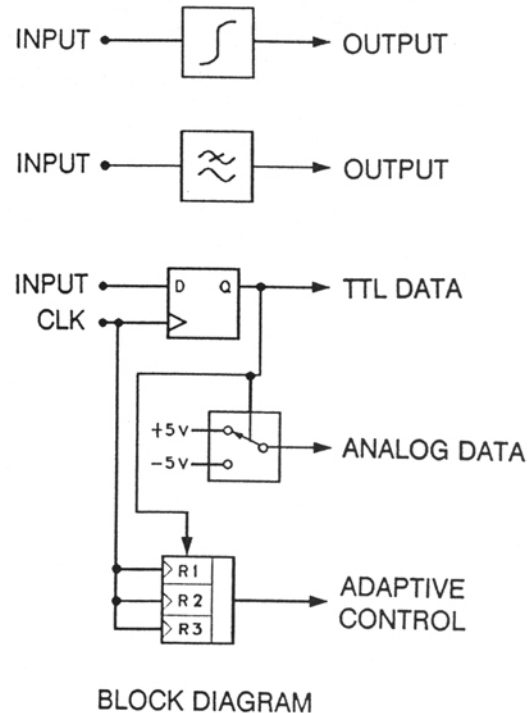 INPUT OUTPUT
INPUT OUTPUT
INPUT D Q TTL DATA
CLK
+5V
-5V ANALOG DATA
R1
R2 ADAPTIVE
R3 CONTROL
BLOCK DIAGRAM